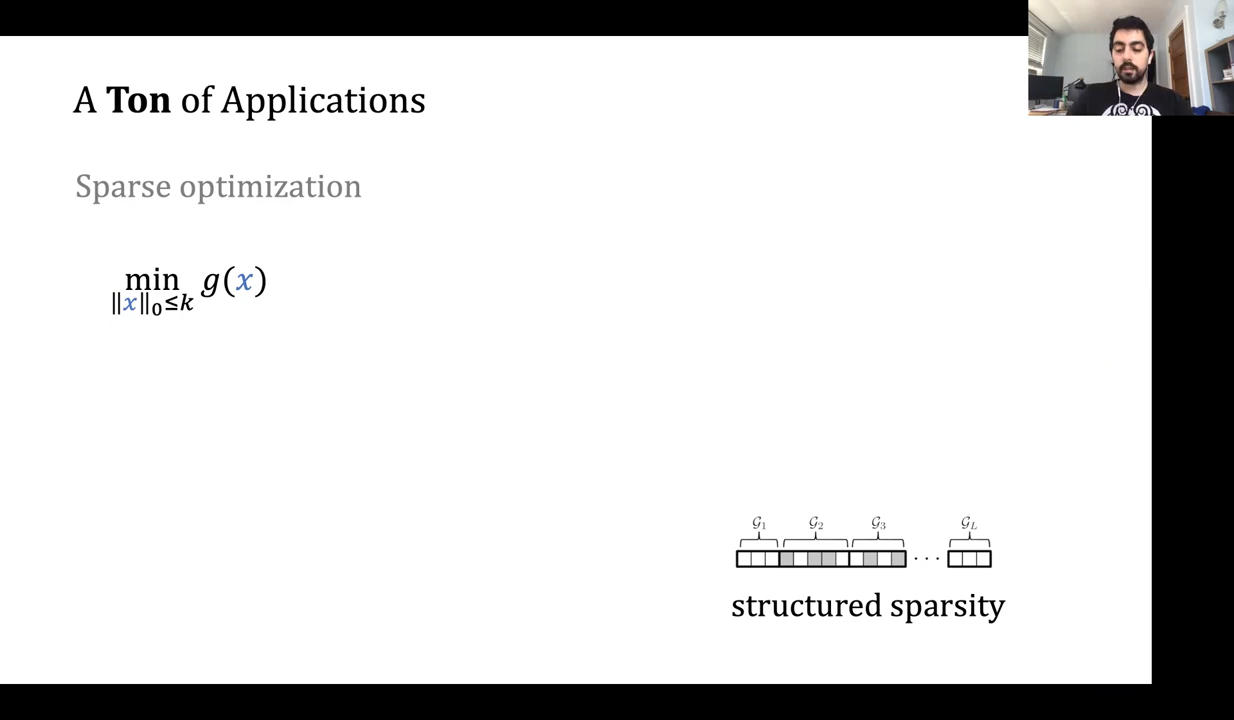 A Ton of Applications
Sparse optimization
min g(x)
‖x‖₀≤k
𝒢₁ 𝒢₂ 𝒢₃ 𝒢_L
· · ·
structured sparsity